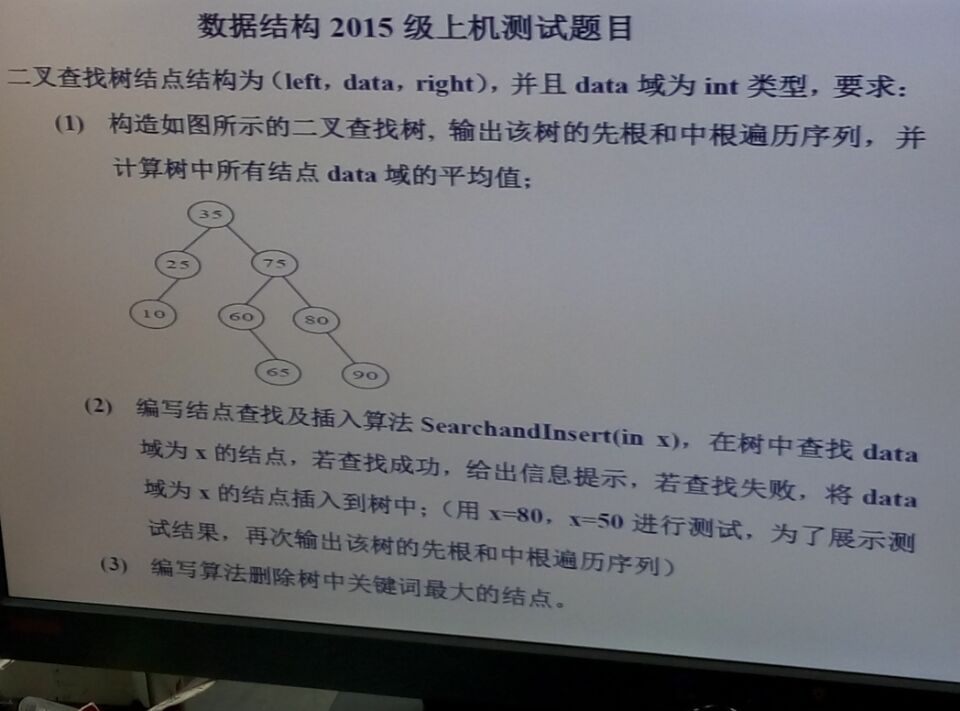 数据结构 2015 级上机测试题目
二叉查找树结点结构为（left，data，right），并且 data 域为 int 类型，要求：
(1) 构造如图所示的二叉查找树, 输出该树的先根和中根遍历序列，并
计算树中所有结点 data 域的平均值；
35
25 75
10 60 80
65 90
(2) 编写结点查找及插入算法 SearchandInsert(in x)，在树中查找 data
域为 x 的结点，若查找成功，给出信息提示，若查找失败，将 data
域为 x 的结点插入到树中；（用 x=80，x=50 进行测试，为了展示测
试结果，再次输出该树的先根和中根遍历序列）
(3) 编写算法删除树中关键词最大的结点。